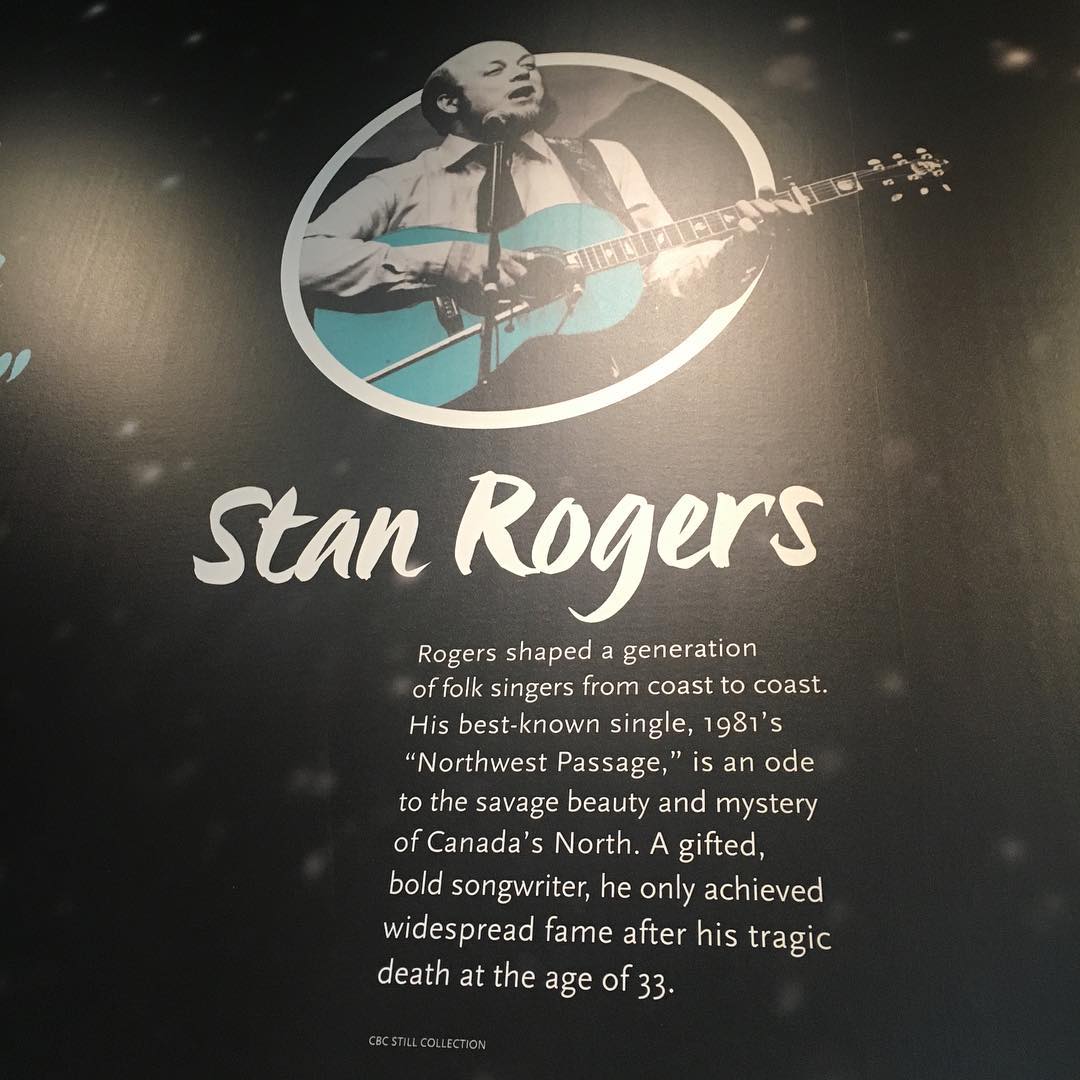 ”
Stan Rogers
Rogers shaped a generation
of folk singers from coast to coast.
His best-known single, 1981’s
“Northwest Passage,” is an ode
to the savage beauty and mystery
of Canada’s North. A gifted,
bold songwriter, he only achieved
widespread fame after his tragic
death at the age of 33.
CBC STILL COLLECTION